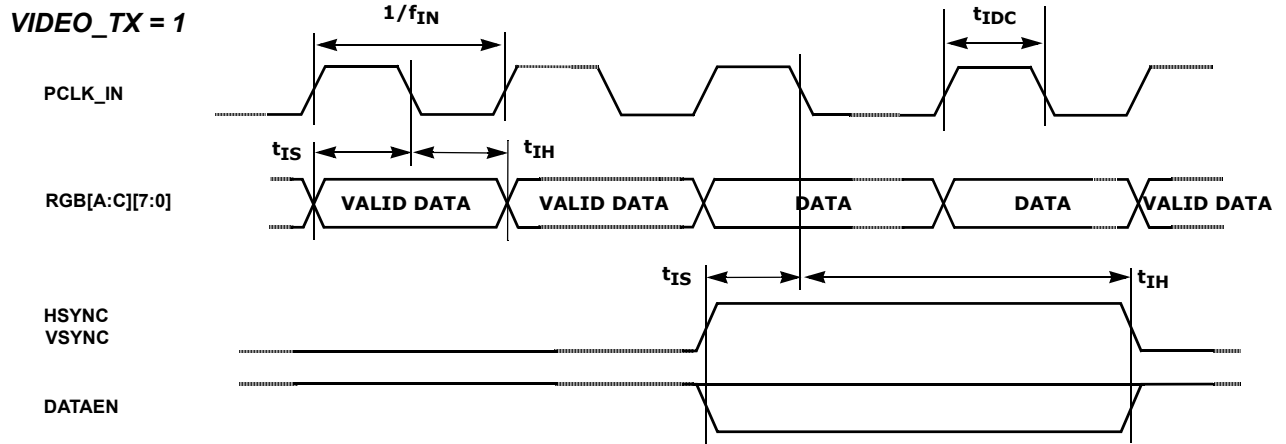 VIDEO_TX = 1
1/fIN
tIDC
PCLK_IN
tIS
tIH
RGB[A:C][7:0]
VALID DATA
VALID DATA
DATA
DATA
VALID DATA
tIS
tIH
HSYNC
VSYNC
DATAEN